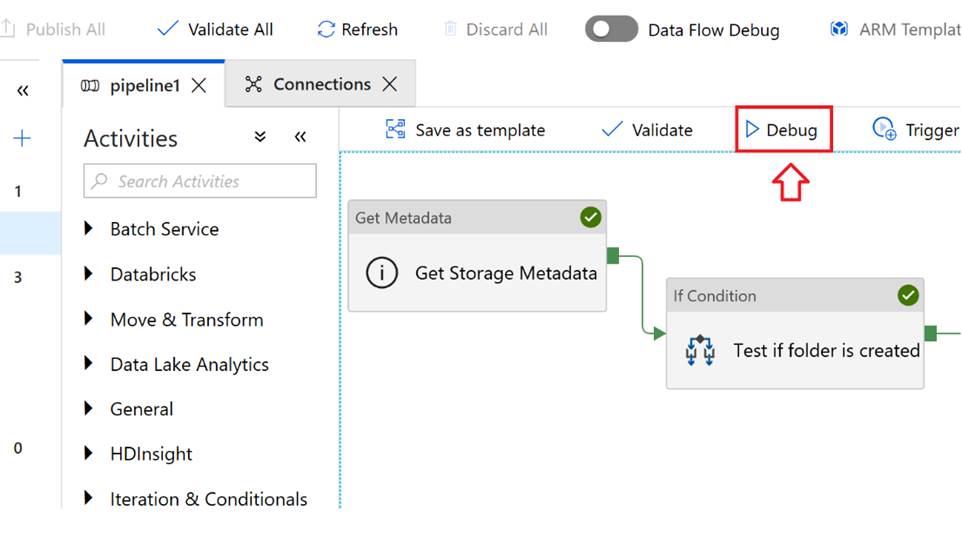 Publish All Validate All Refresh Discard All Data Flow Debug ARM Templat
pipeline1 Connections
Activities
Save as template Validate Debug Trigger
Search Activities
1
3
0
Batch Service
Databricks
Move & Transform
Data Lake Analytics
General
HDInsight
Iteration & Conditionals
Get Metadata
Get Storage Metadata
If Condition
Test if folder is created